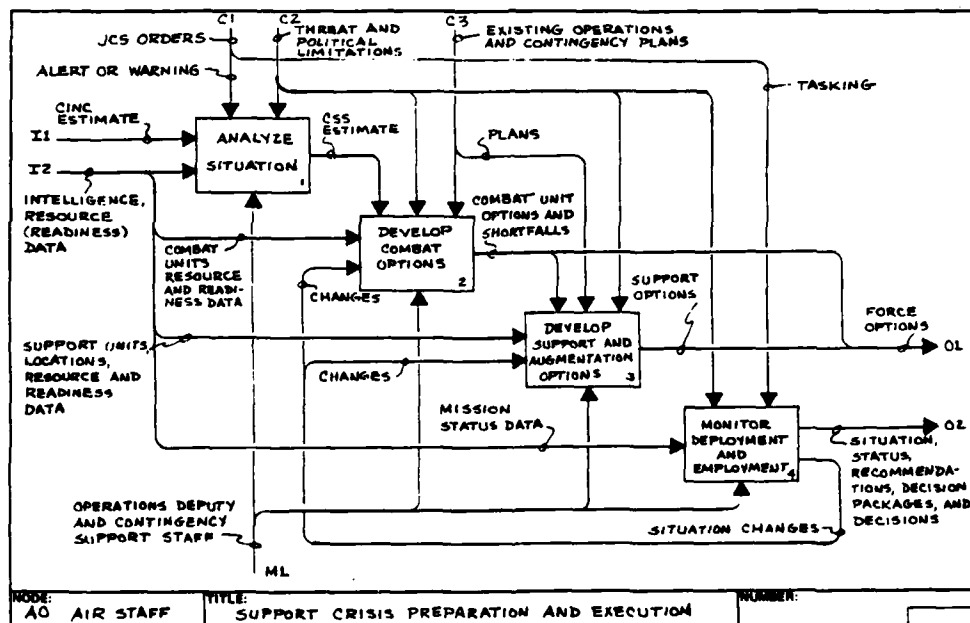 C1
C2
C3
JCS ORDERS
THREAT AND
POLITICAL
LIMITATIONS
EXISTING OPERATIONS
AND CONTINGENCY PLANS
ALERT OR WARNING
TASKING
CINC
ESTIMATE
I1
I2
ANALYZE
SITUATION
1
CSS
ESTIMATE
PLANS
INTELLIGENCE,
RESOURCE
(READINESS)
DATA
COMBAT
UNITS
RESOURCE
AND READI-
NESS DATA
DEVELOP
COMBAT
OPTIONS
2
COMBAT UNIT
OPTIONS AND
SHORTFALLS
CHANGES
SUPPORT
OPTIONS
FORCE
OPTIONS
O1
SUPPORT UNITS,
LOCATIONS,
RESOURCE AND
READINESS
DATA
CHANGES
DEVELOP
SUPPORT AND
AUGMENTATION
OPTIONS
3
MISSION
STATUS DATA
MONITOR
DEPLOYMENT
AND
EMPLOYMENT
4
O2
SITUATION,
STATUS,
RECOMMENDA-
TIONS, DECISION
PACKAGES, AND
DECISIONS
OPERATIONS DEPUTY
AND CONTINGENCY
SUPPORT STAFF
SITUATION CHANGES
M1
NODE:
A0 AIR STAFF
TITLE:
SUPPORT CRISIS PREPARATION AND EXECUTION
NUMBER: